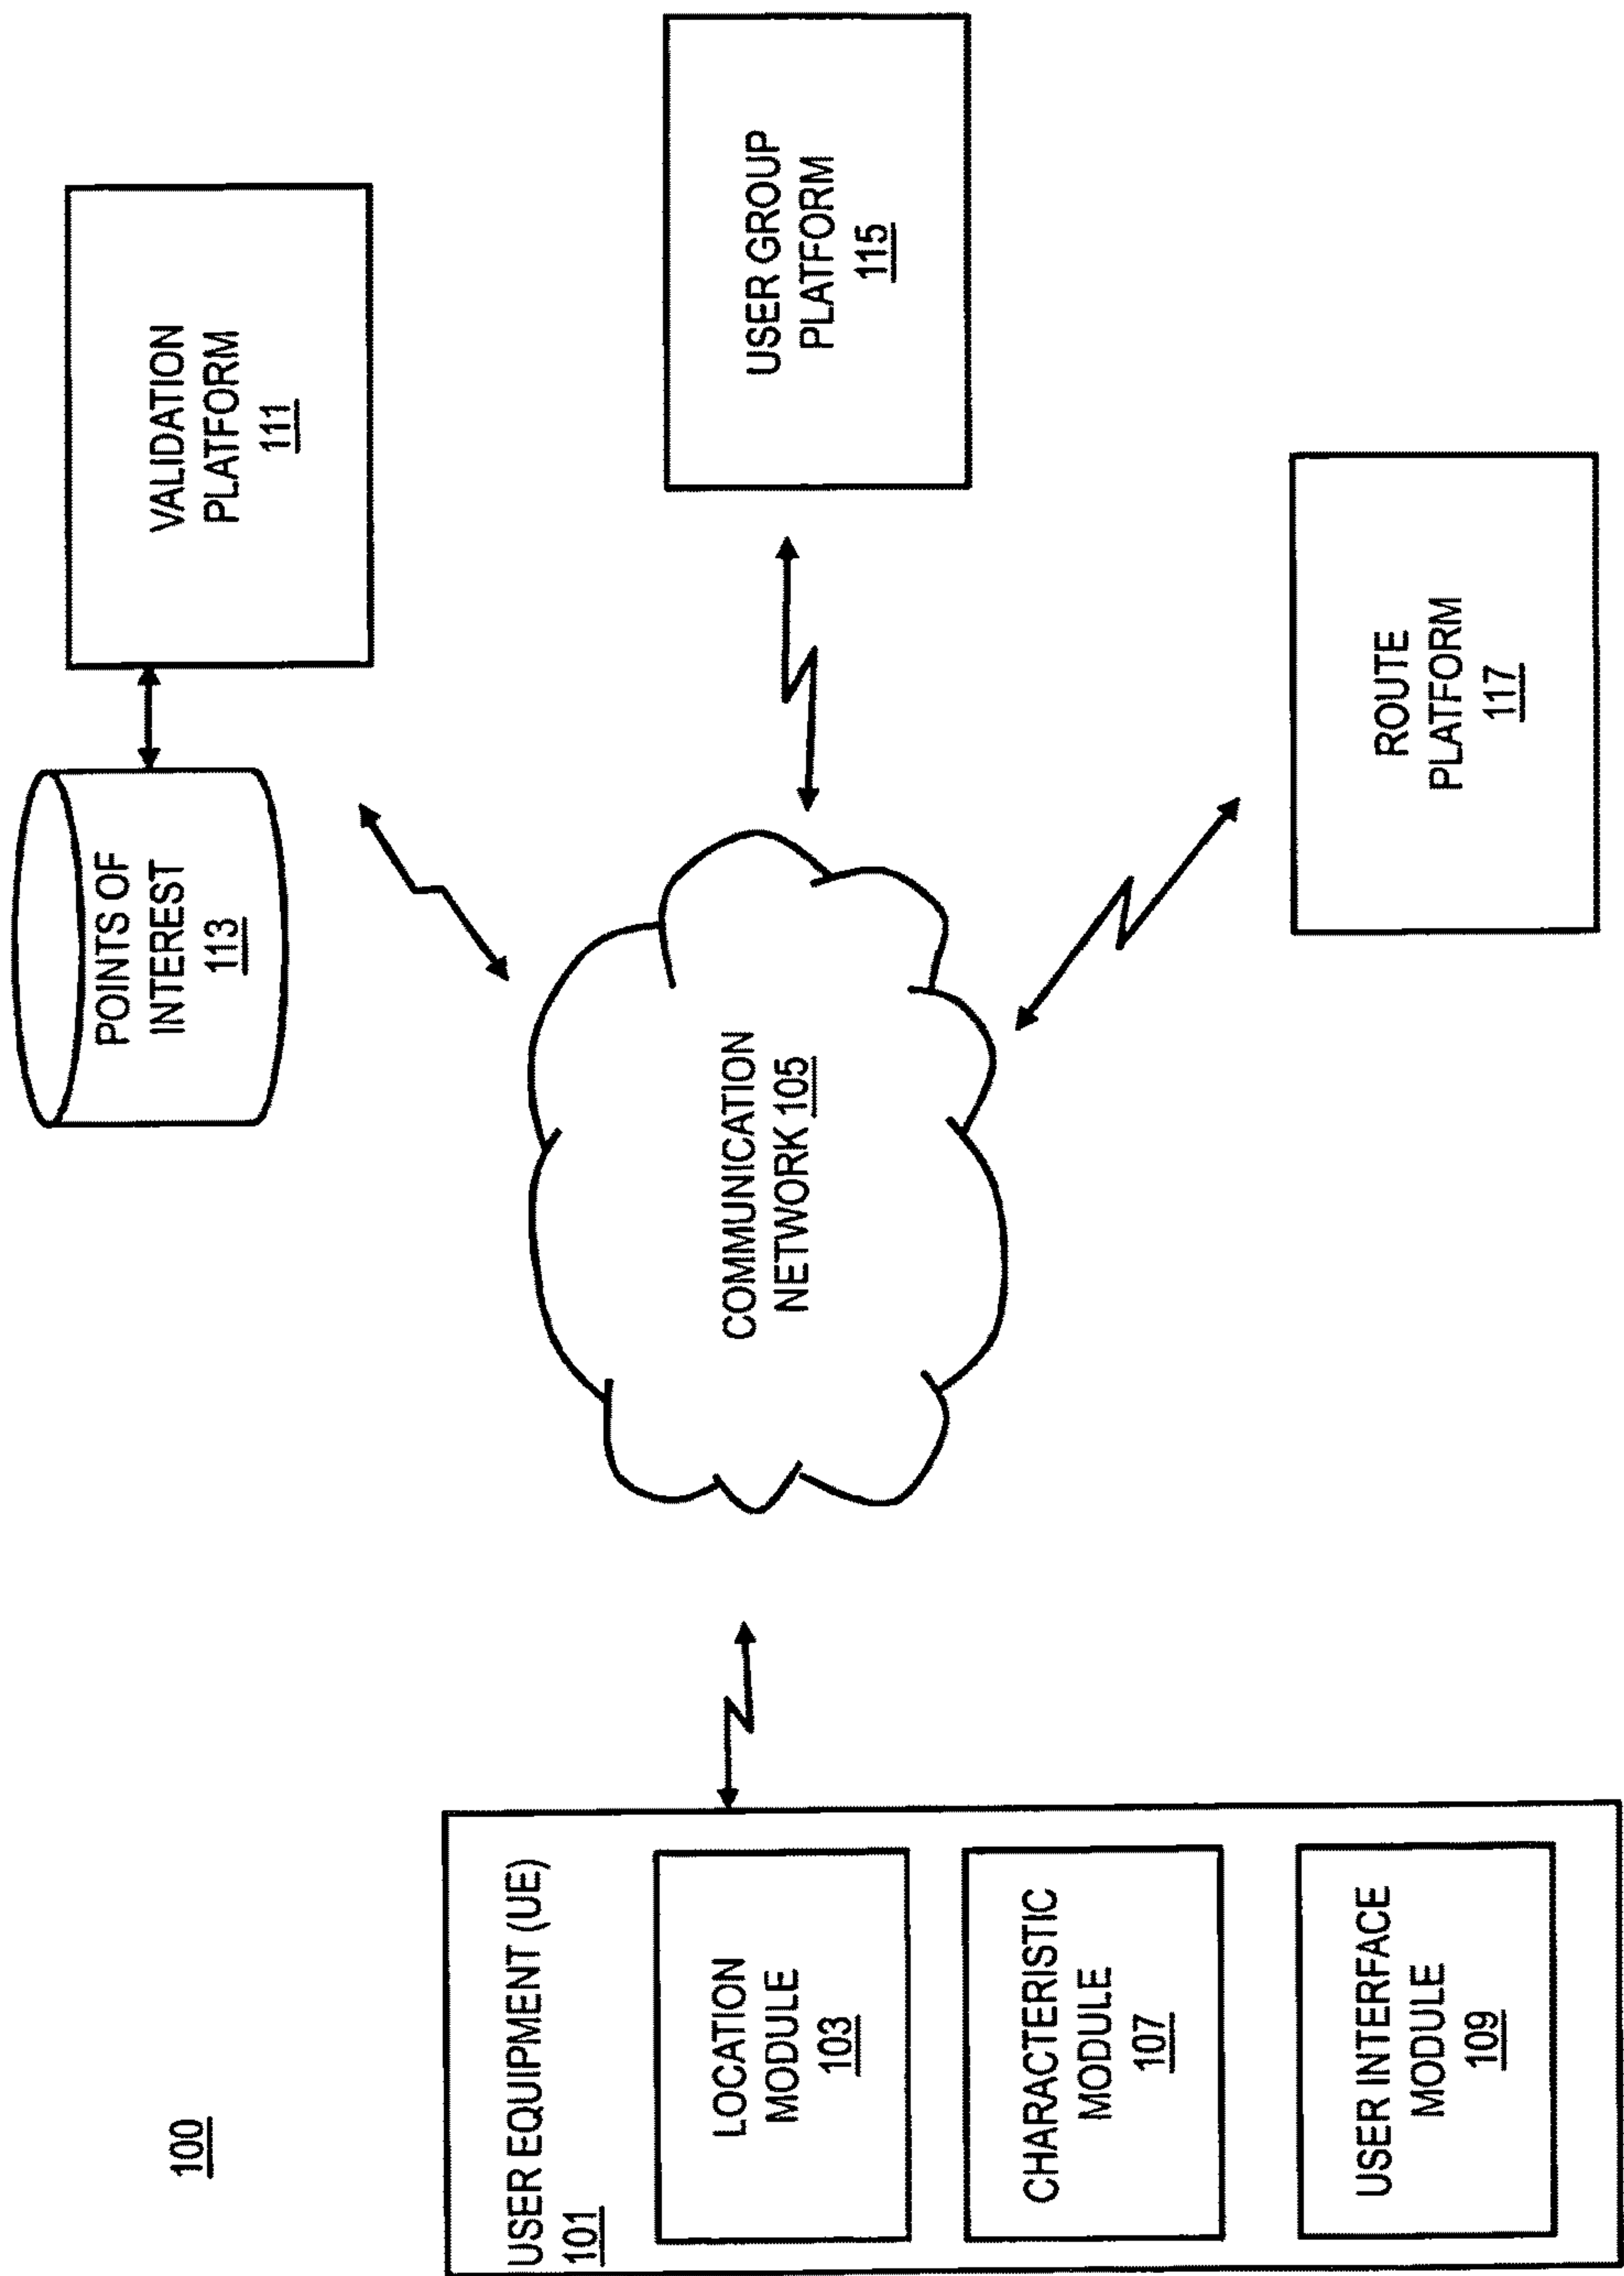 100
USER EQUIPMENT (UE)
101
LOCATION
MODULE
103
CHARACTERISTIC
MODULE
107
USER INTERFACE
MODULE
109
COMMUNICATION
NETWORK 105
POINTS OF
INTEREST
113
VALIDATION
PLATFORM
111
USER GROUP
PLATFORM
115
ROUTE
PLATFORM
117